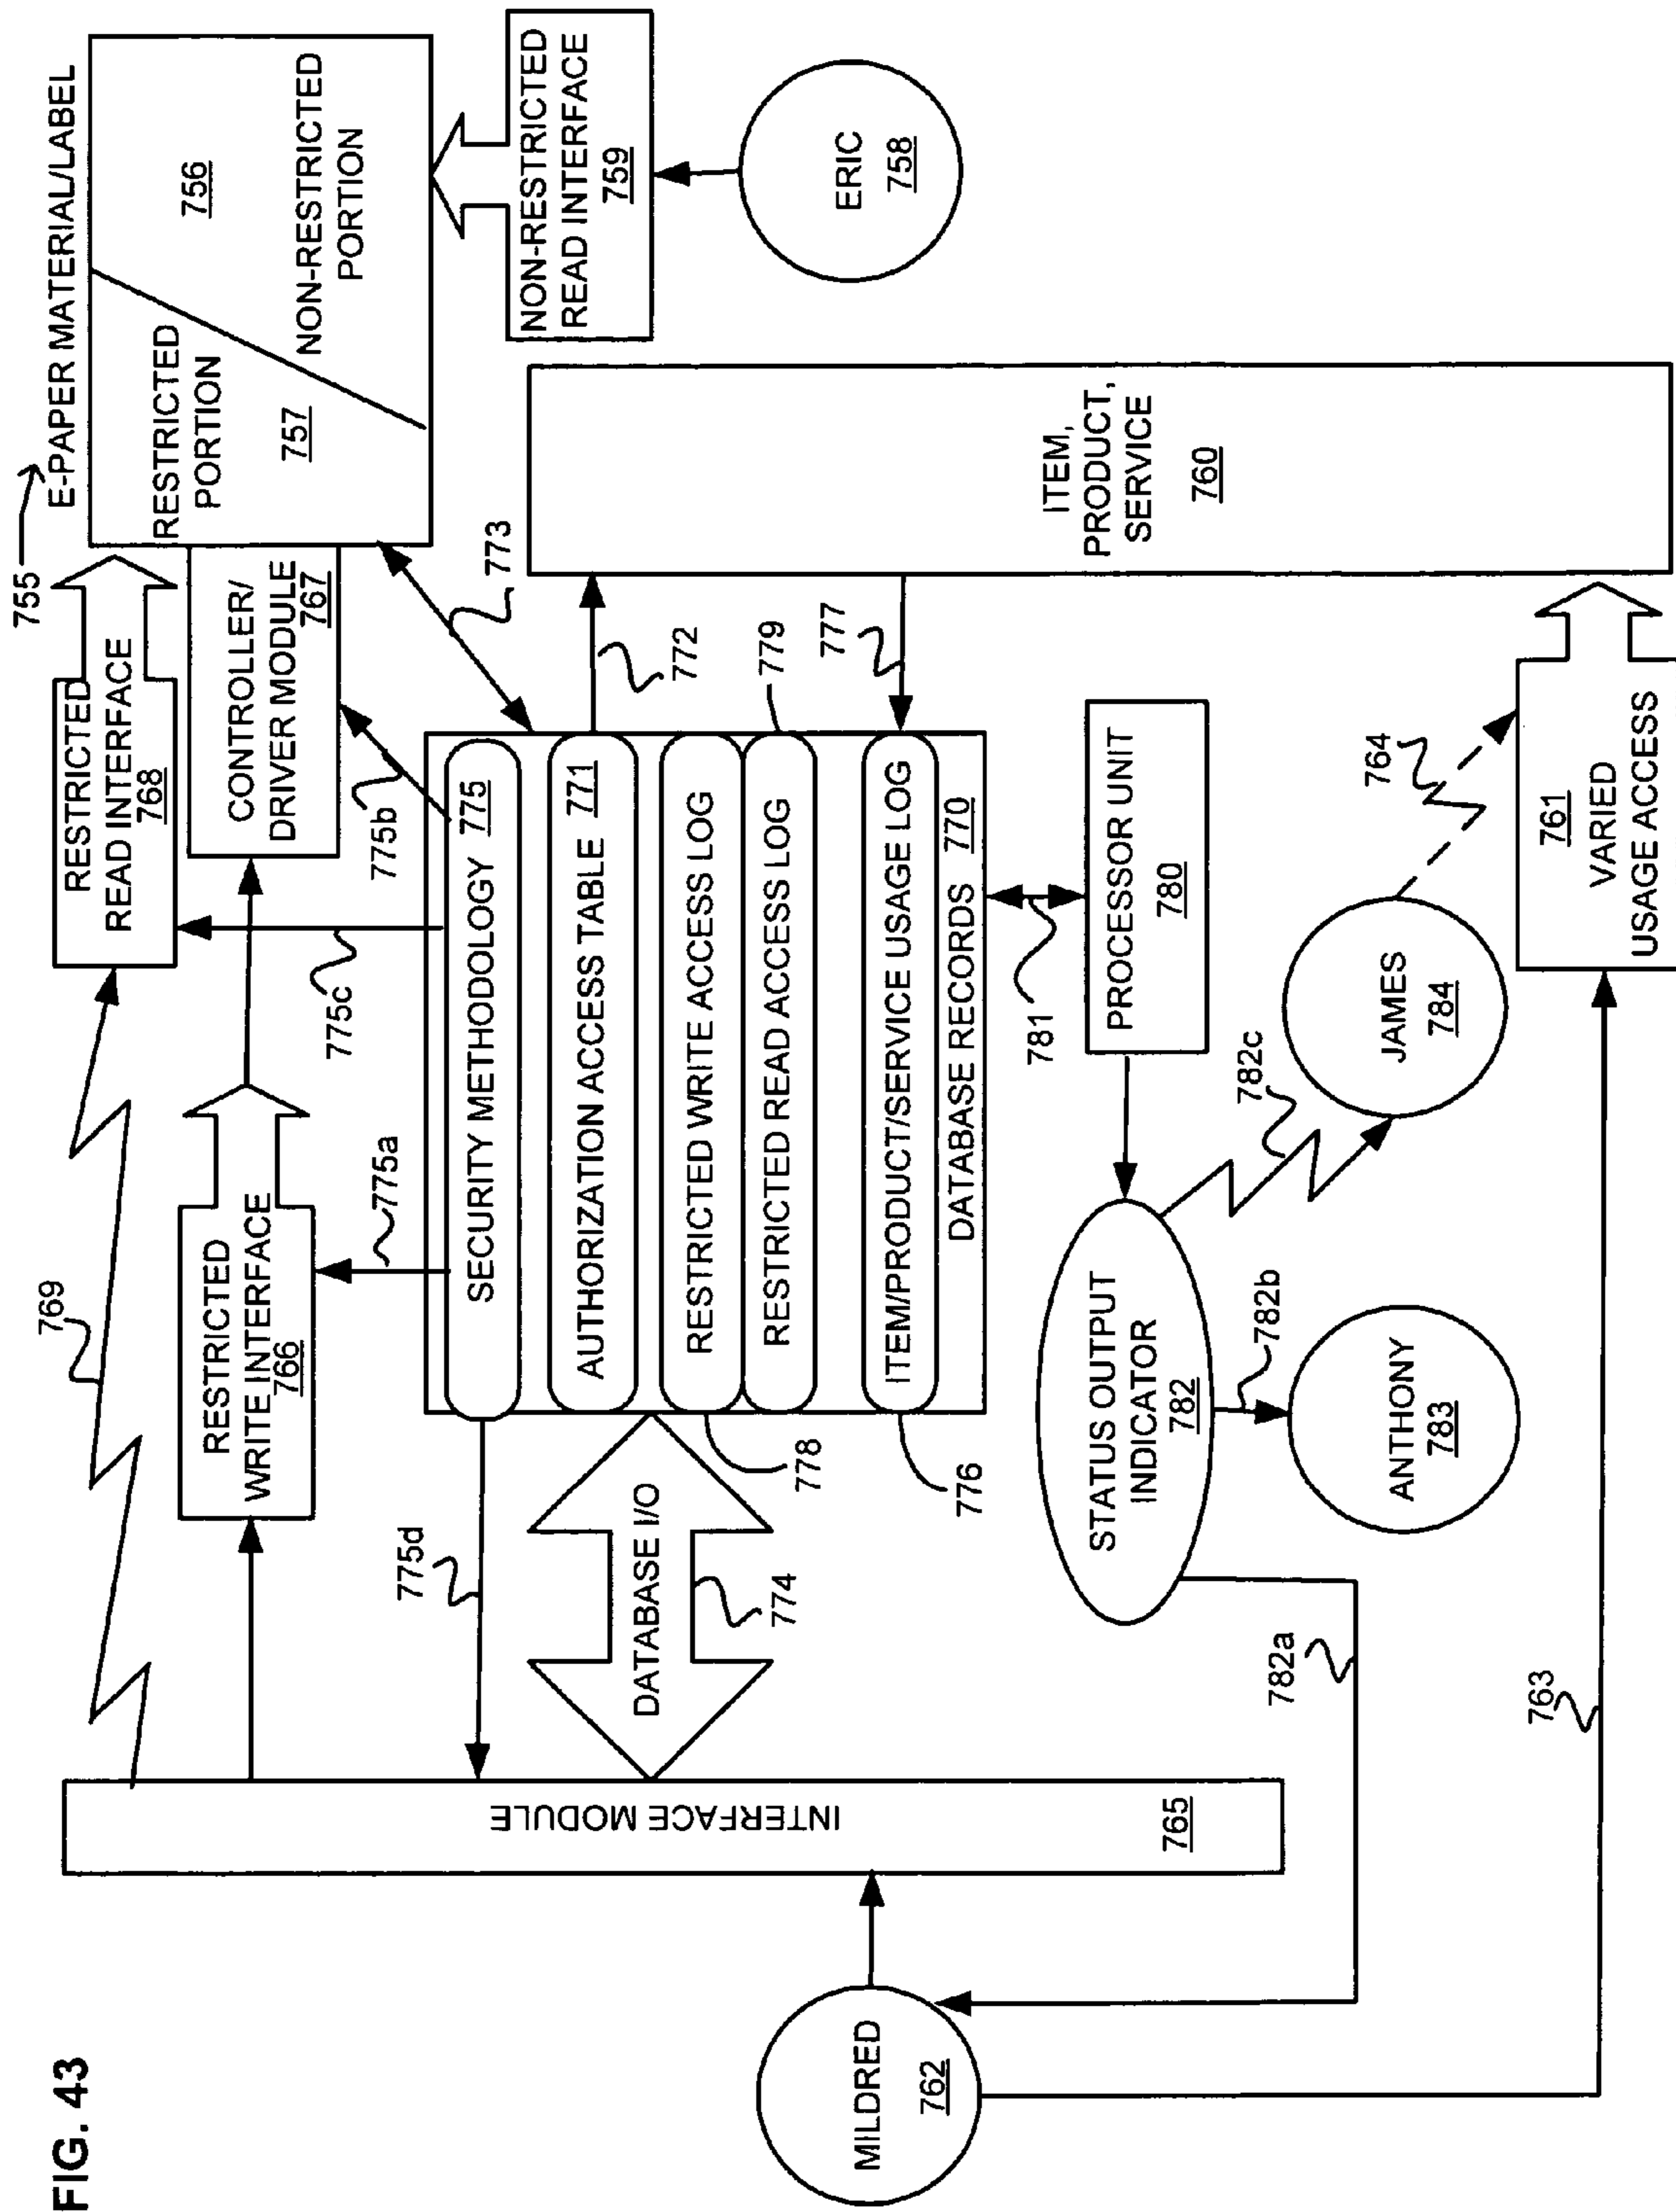 FIG. 43
755
E-PAPER MATERIAL/LABEL
RESTRICTED
PORTION
757
756
NON-RESTRICTED
PORTION
769
RESTRICTED
READ INTERFACE
768
CONTROLLER/
DRIVER MODULE
767
RESTRICTED
WRITE INTERFACE
766
775a
775c
775b
773
NON-RESTRICTED
READ INTERFACE
759
ERIC
758
INTERFACE MODULE
765
775d
DATABASE I/O
774
SECURITY METHODOLOGY 775
AUTHORIZATION ACCESS TABLE 771
RESTRICTED WRITE ACCESS LOG
RESTRICTED READ ACCESS LOG
ITEM/PRODUCT/SERVICE USAGE LOG
DATABASE RECORDS 770
778
776
772
779
777
ITEM,
PRODUCT,
SERVICE
760
MILDRED
762
781
PROCESSOR UNIT
780
STATUS OUTPUT
INDICATOR
782
782a
782b
782c
ANTHONY
783
JAMES
784
764
763
761
VARIED
USAGE ACCESS